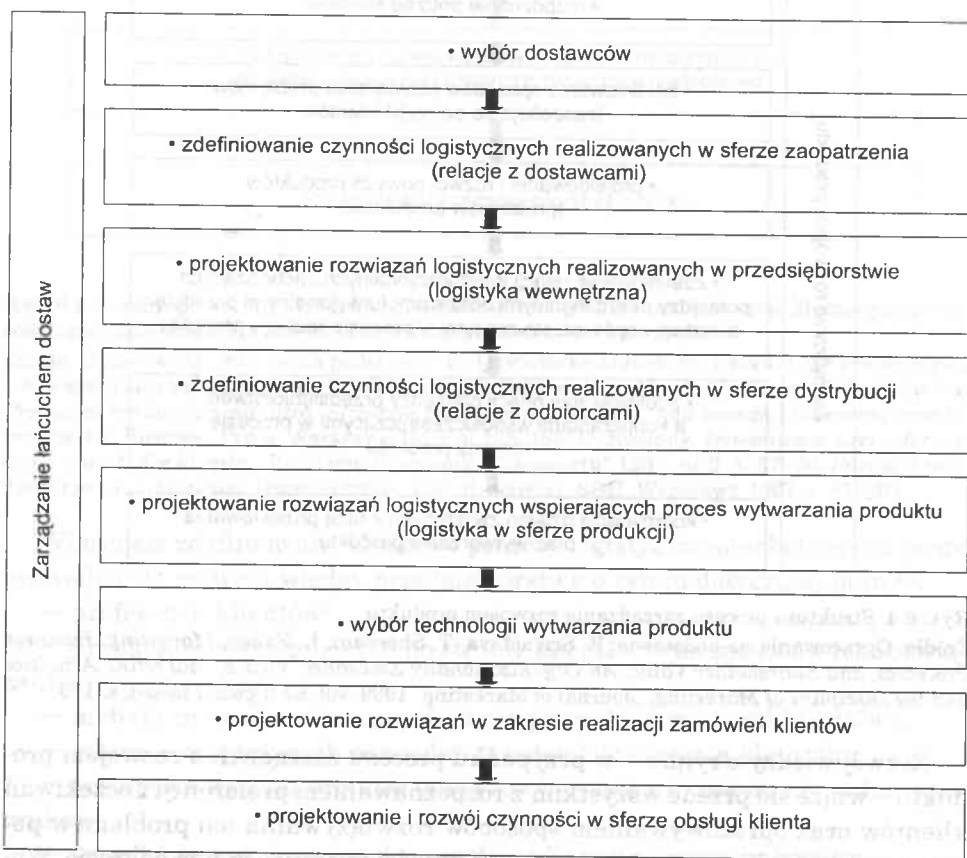 Zarządzanie łańcuchem dostaw
• wybór dostawców
• zdefiniowanie czynności logistycznych realizowanych w sferze zaopatrzenia
(relacje z dostawcami)
• projektowanie rozwiązań logistycznych realizowanych w przedsiębiorstwie
(logistyka wewnętrzna)
• zdefiniowanie czynności logistycznych realizowanych w sferze dystrybucji
(relacje z odbiorcami)
• projektowanie rozwiązań logistycznych wspierających proces wytwarzania produktu
(logistyka w sferze produkcji)
• wybór technologii wytwarzania produktu
• projektowanie rozwiązań w zakresie realizacji zamówień klientów
• projektowanie i rozwój czynności w sferze obsługi klienta